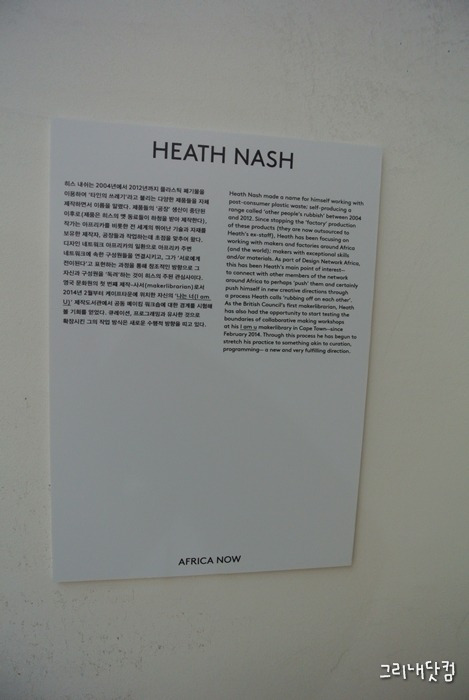 HEATH NASH
히스 내쉬는 2004년에서 2012년까지 플라스틱 폐기물을
이용하여 '타인의 쓰레기'라고 불리는 다양한 제품들을 자체
제작하면서 이름을 알렸다. 제품들의 '공장' 생산이 중단된
이후로(제품은 히스의 옛 동료들이 하청을 받아 제작한다),
작가는 아프리카를 비롯한 전 세계의 뛰어난 기술과 자재를
보유한 제작자, 공장들과 작업하는데 초점을 맞추어 왔다.
디자인 네트워크 아프리카의 일환으로 아프리카 주변
네트워크에 속한 구성원들을 연결시키고, 그가 '서로에게
전이된다'고 표현하는 과정을 통해 창조적인 방향으로 그
자신과 구성원을 '독려'하는 것이 히스의 주된 관심사이다.
영국 문화원의 첫 번째 제작-사서(makerlibrarian)로서
2014년 2월부터 케이프타운에 위치한 자신의 '나는 너(I am
U)' 제작도서관에서 공동 메이킹 워크숍에 대한 경계를 시험해
볼 기회를 얻었다. 큐레이션, 프로그래밍과 유사한 것으로
확장시킨 그의 작업 방식은 새로운 수행적 방향을 띠고 있다.
Heath Nash made a name for himself working with
post-consumer plastic waste; self-producing a
range called 'other people's rubbish' between 2004
and 2012. Since stopping the 'factory' production
of these products (they are now outsourced to
Heath's ex-staff), Heath has been focusing on
working with makers and factories around Africa
(and the world): makers with exceptional skills
and/or materials. As part of Design Network Africa,
this has been Heath's main point of interest–
to connect with other members of the network
around Africa to perhaps 'push' them and certainly
push himself in new creative directions through
a process Heath calls 'rubbing off on each other'.
As the British Council's first makerlibrarian, Heath
has also had the opportunity to start testing the
boundaries of collaborative making workshops
at his I am u makerlibrary in Cape Town–since
February 2014. Through this process he has begun to
stretch his practice to something akin to curation,
programming– a new and very fulfilling direction.
AFRICA NOW
그리내닷컴